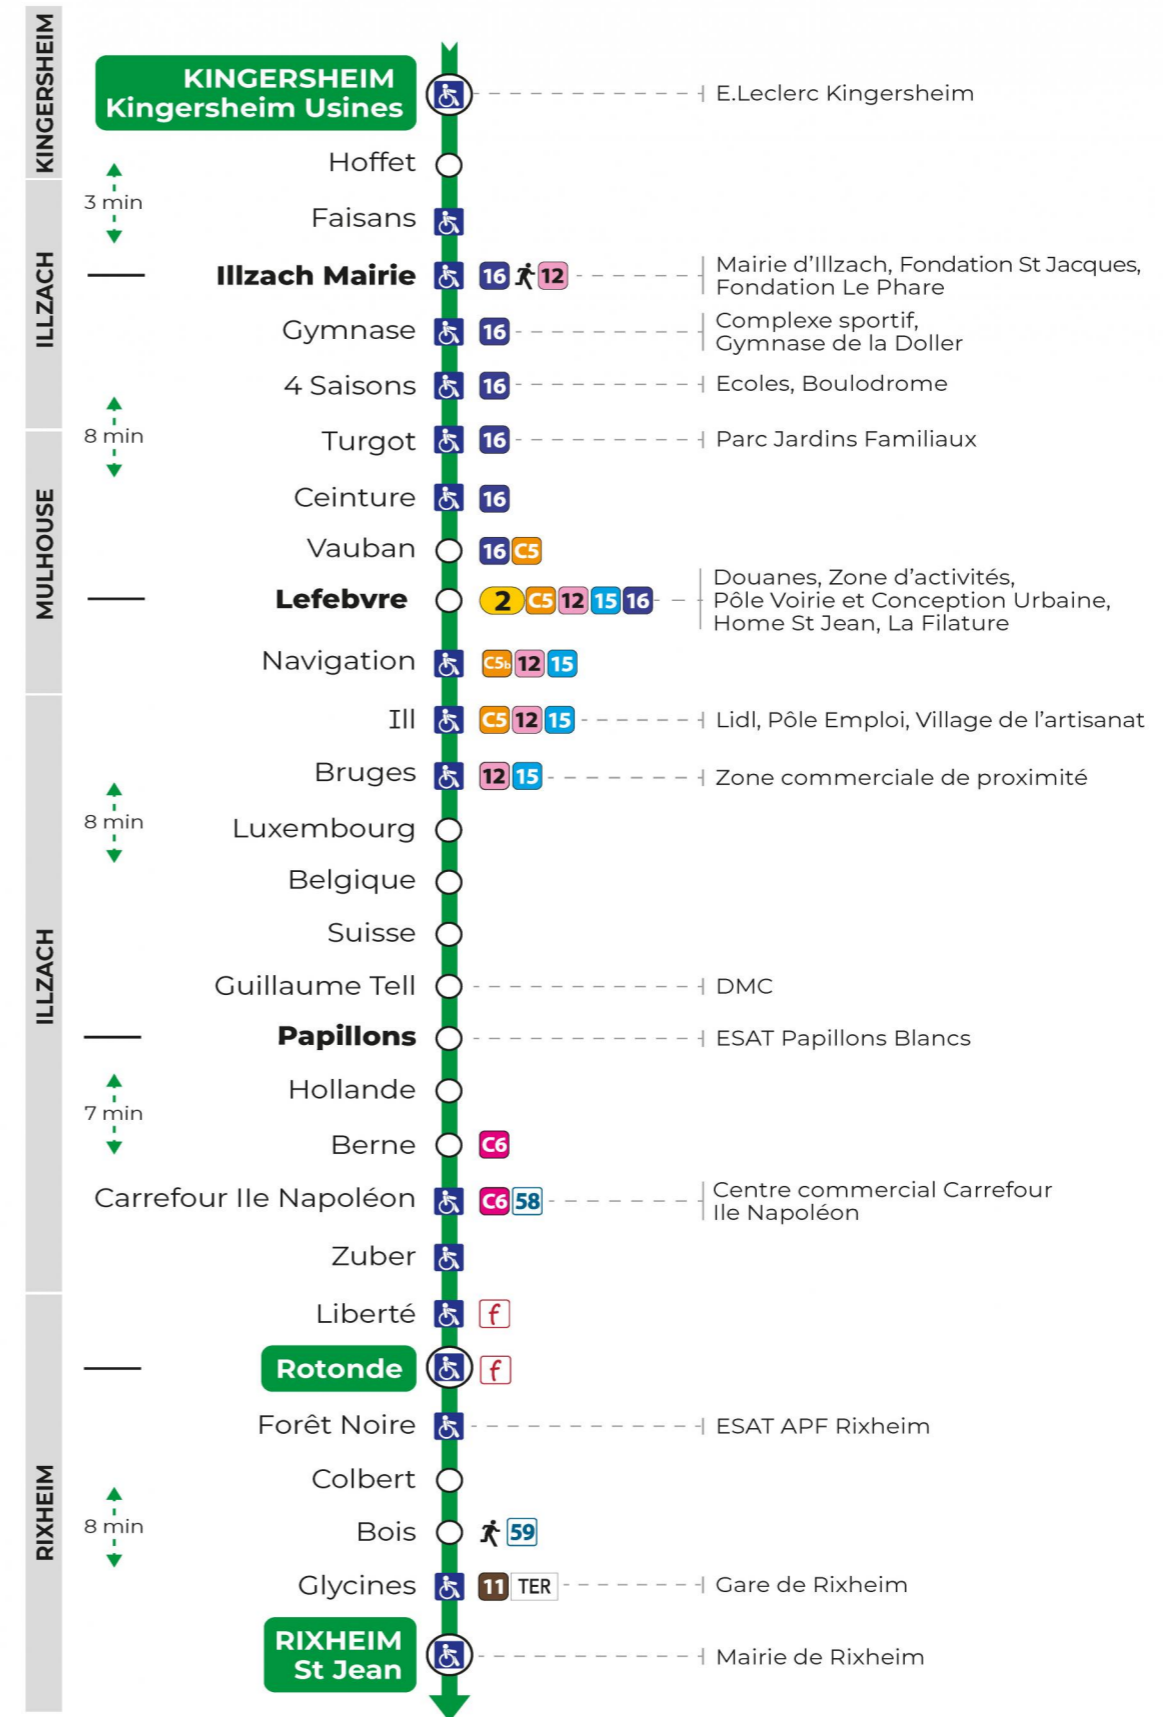 KINGERSHEIM
KINGERSHEIM
Kingersheim Usines
E.Leclerc Kingersheim
Hoffet
3 min
ILLZACH
Faisans
Illzach Mairie 16 12
Mairie d'Illzach, Fondation St Jacques,
Fondation Le Phare
Gymnase 16
Complexe sportif,
Gymnase de la Doller
4 Saisons 16 Ecoles, Boulodrome
8 min
MULHOUSE
Turgot 16 Parc Jardins Familiaux
Ceinture 16
Vauban 16 C5
Lefebvre 2 C5 12 15 16
Douanes, Zone d'activités,
Pôle Voirie et Conception Urbaine,
Home St Jean, La Filature
Navigation C5b 12 15
ILLZACH
Ill C5 12 15 Lidl, Pôle Emploi, Village de l'artisanat
Bruges 12 15 Zone commerciale de proximité
8 min
Luxembourg
Belgique
Suisse
Guillaume Tell DMC
Papillons ESAT Papillons Blancs
Hollande
7 min
Berne C6
Carrefour Ile Napoléon C6 58
Centre commercial Carrefour
Ile Napoléon
Zuber
RIXHEIM
Liberté f
Rotonde f
Forêt Noire ESAT APF Rixheim
Colbert
8 min
Bois 59
Glycines 11 TER Gare de Rixheim
RIXHEIM
St Jean
Mairie de Rixheim